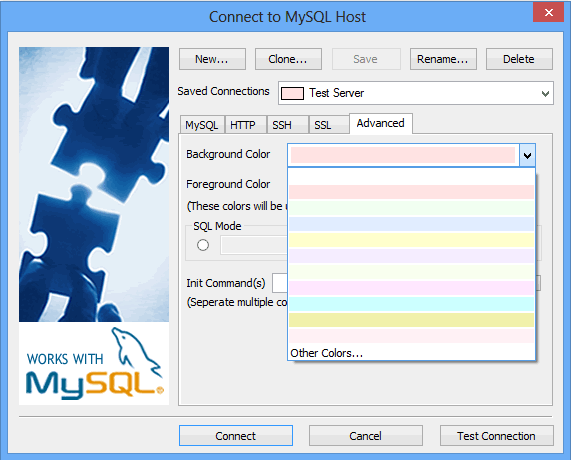 Connect to MySQL Host
New...
Clone...
Save
Rename...
Delete
Saved Connections
Test Server
MySQL
HTTP
SSH
SSL
Advanced
Background Color
Foreground Color
(These colors will be
SQL Mode
Init Command(s)
(Seperate multiple co
Other Colors...
WORKS WITH
MySQL®
Connect
Cancel
Test Connection